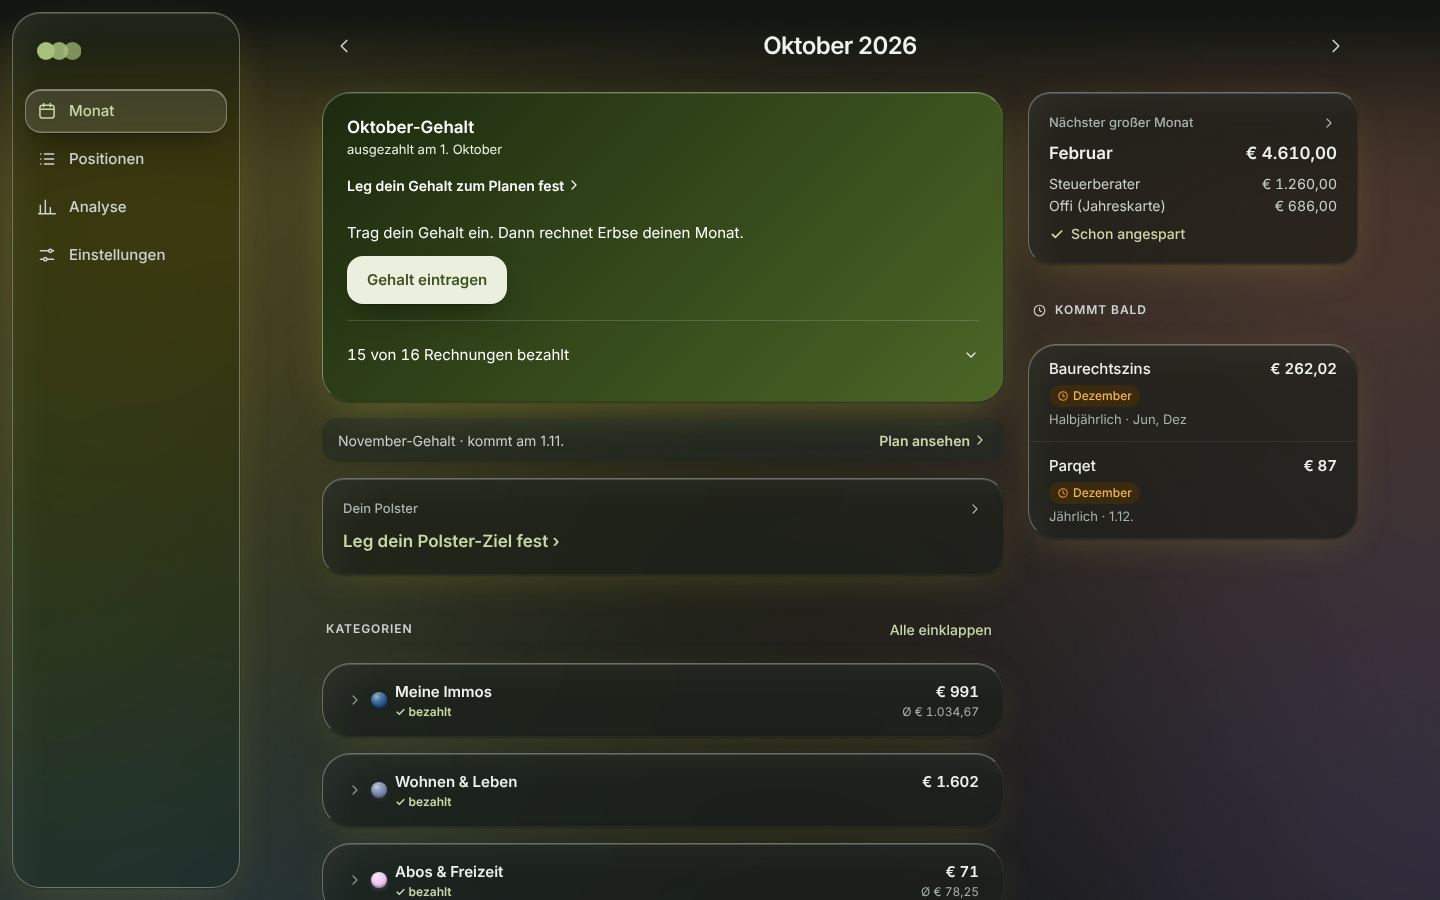 Oktober 2026
Monat
Positionen
Analyse
Einstellungen
Oktober-Gehalt
ausgezahlt am 1. Oktober
Leg dein Gehalt zum Planen fest
Trag dein Gehalt ein. Dann rechnet Erbse deinen Monat.
Gehalt eintragen
15 von 16 Rechnungen bezahlt
November-Gehalt · kommt am 1.11.
Plan ansehen
Dein Polster
Leg dein Polster-Ziel fest ›
KATEGORIEN
Alle einklappen
Meine Immos € 991
✓ bezahlt Ø € 1.034,67
Wohnen & Leben € 1.602
✓ bezahlt
Abos & Freizeit € 71
✓ bezahlt Ø € 78,25
Nächster großer Monat
Februar € 4.610,00
Steuerberater € 1.260,00
Offi (Jahreskarte) € 686,00
✓ Schon angespart
KOMMT BALD
Baurechtszins € 262,02
Dezember
Halbjährlich · Jun, Dez
Parqet € 87
Dezember
Jährlich · 1.12.